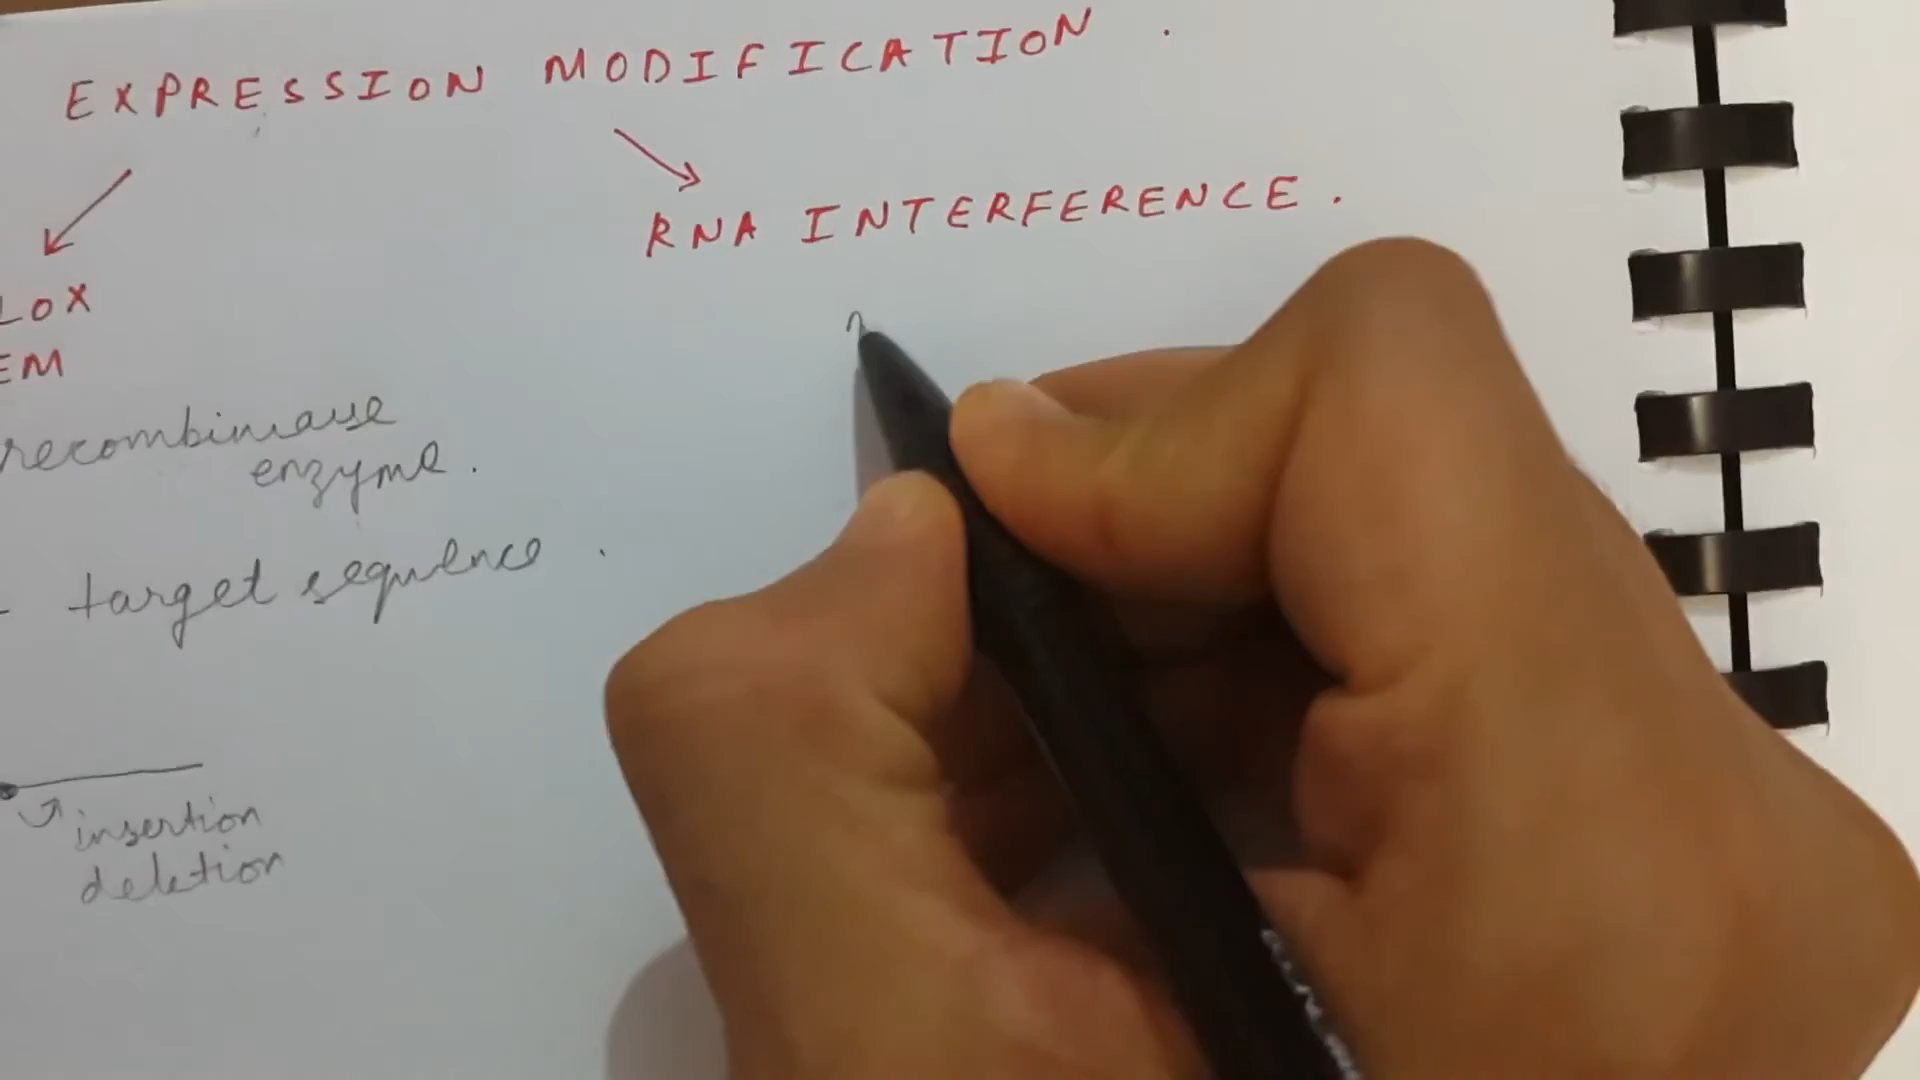 EXPRESSION MODIFICATION.
RNA INTERFERENCE.
LOX
EM
recombinase
enzyme.
- target sequence.
insertion
deletion